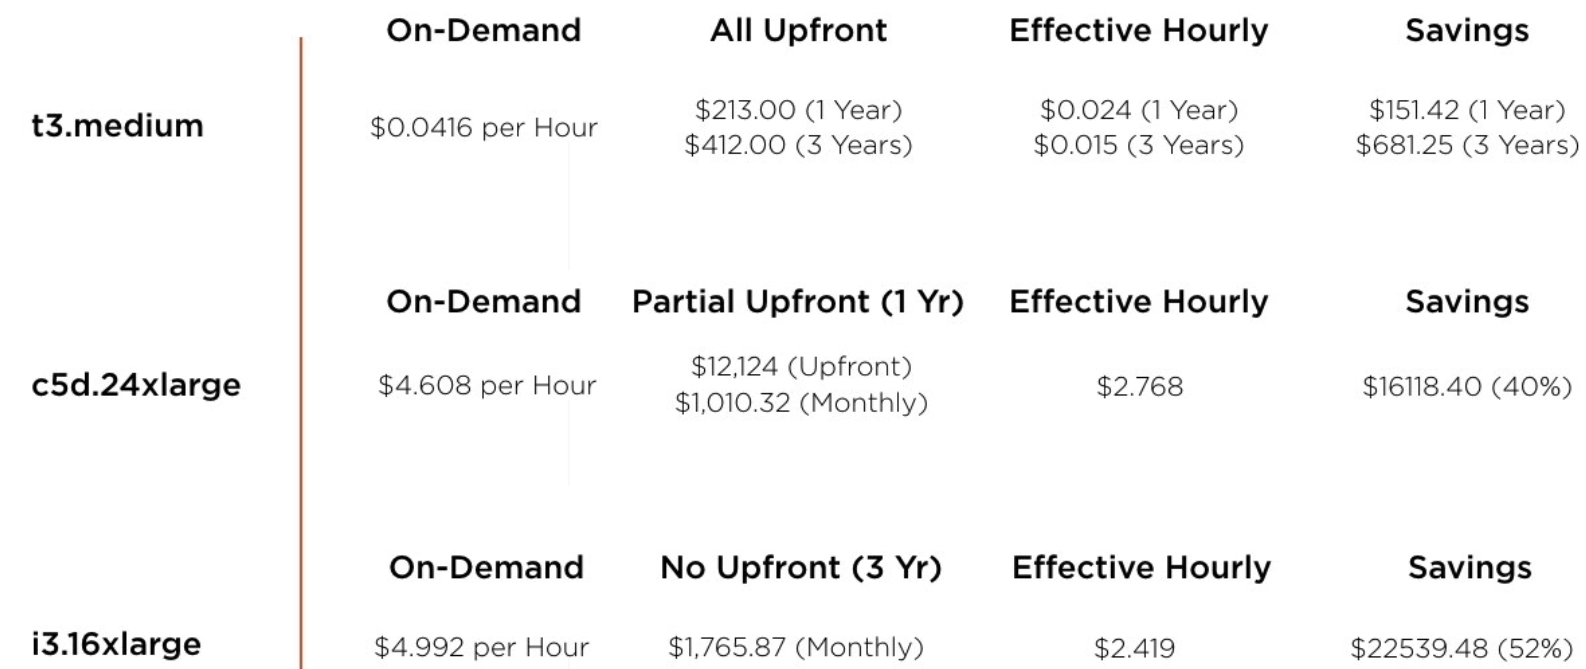 On-Demand All Upfront Effective Hourly Savings
$213.00 (1 Year) $0.024 (1 Year) $151.42 (1 Year)
t3.medium $0.0416 per Hour
$412.00 (3 Years) $0.015 (3 Years) $681.25 (3 Years)
On-Demand Partial Upfront (1 Yr) Effective Hourly Savings
$12,124 (Upfront)
c5d.24xlarge $4.608 per Hour $2.768 $16118.40 (40%)
$1,010.32 (Monthly)
On-Demand No Upfront (3 Yr) Effective Hourly Savings
i3.16xlarge $4.992 per Hour $1,765.87 (Monthly) $2.419 $22539.48 (52%)